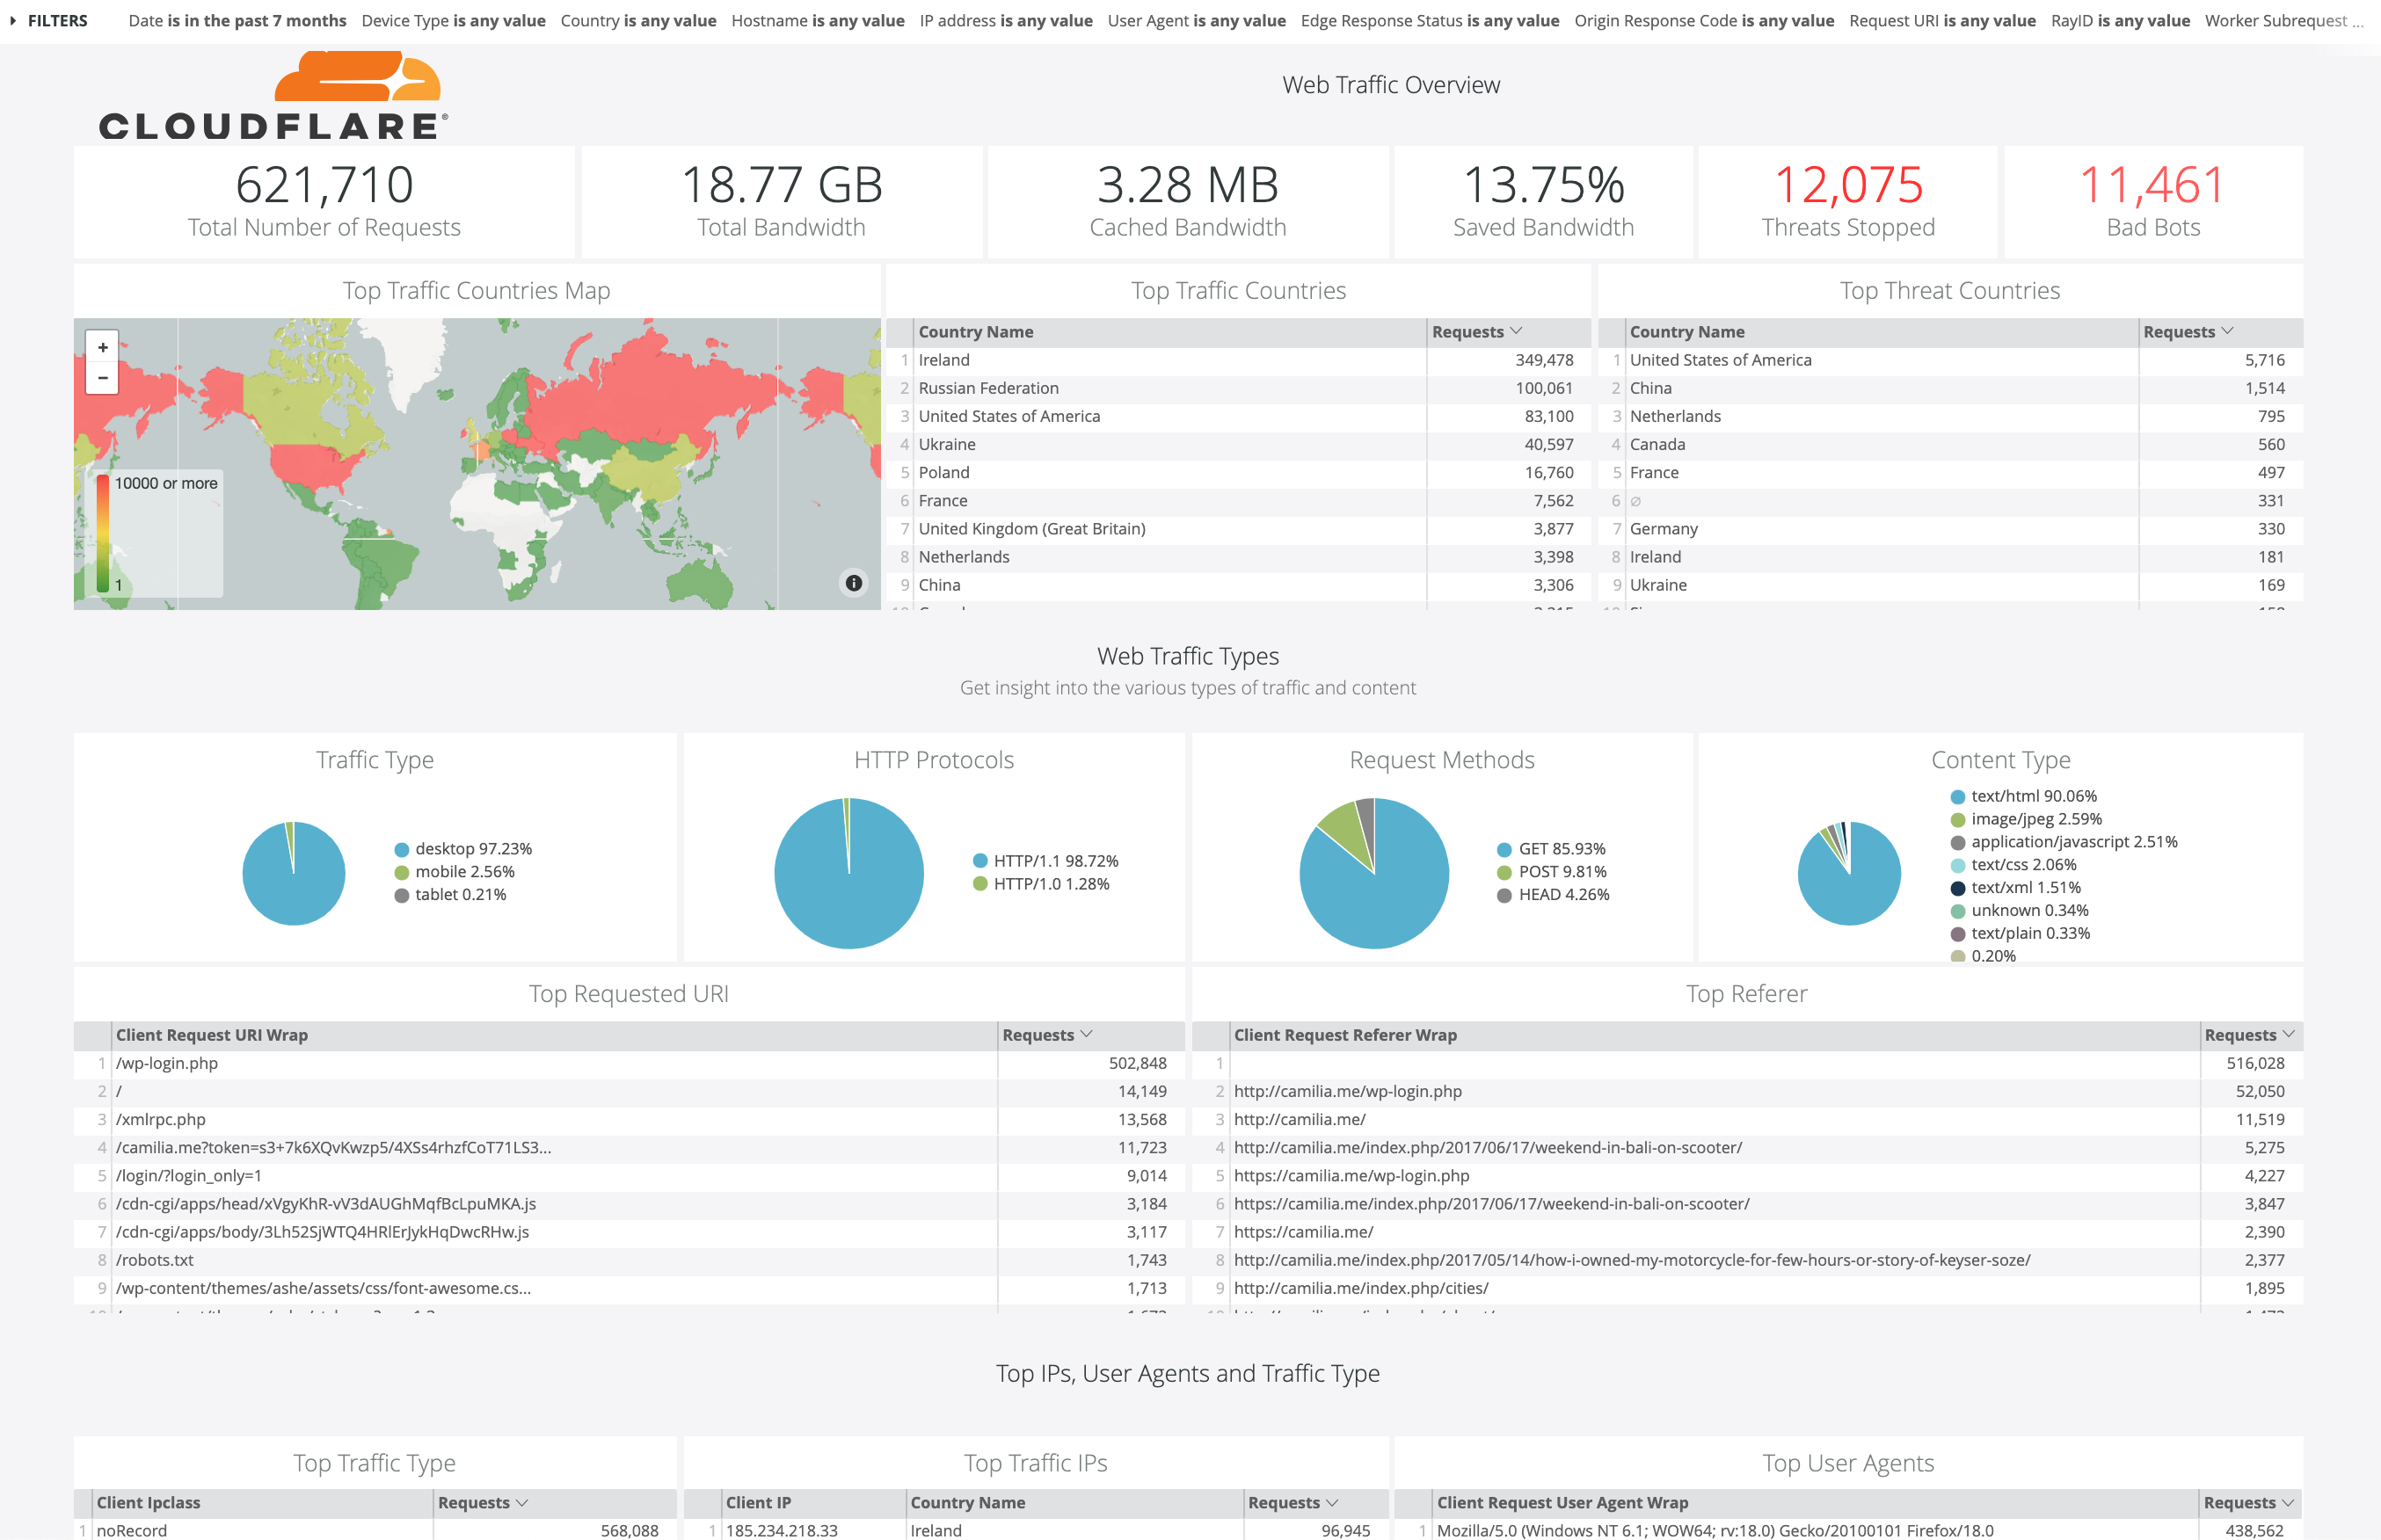 FILTERS Date is in the past 7 months Device Type is any value Country is any value Hostname is any value IP address is any value User Agent is any value Edge Response Status is any value Origin Response Code is any value Request URI is any value RayID is any value Worker Subrequest ...
CLOUDFLARE®
Web Traffic Overview
621,710
Total Number of Requests
18.77 GB
Total Bandwidth
3.28 MB
Cached Bandwidth
13.75%
Saved Bandwidth
12,075
Threats Stopped
11,461
Bad Bots
Top Traffic Countries Map
+
−
10000 or more
1
Top Traffic Countries
Country Name Requests
1 Ireland 349,478
2 Russian Federation 100,061
3 United States of America 83,100
4 Ukraine 40,597
5 Poland 16,760
6 France 7,562
7 United Kingdom (Great Britain) 3,877
8 Netherlands 3,398
9 China 3,306
Top Threat Countries
Country Name Requests
1 United States of America 5,716
2 China 1,514
3 Netherlands 795
4 Canada 560
5 France 497
6 ∅ 331
7 Germany 330
8 Ireland 181
9 Ukraine 169
Web Traffic Types
Get insight into the various types of traffic and content
Traffic Type
desktop 97.23%
mobile 2.56%
tablet 0.21%
HTTP Protocols
HTTP/1.1 98.72%
HTTP/1.0 1.28%
Request Methods
GET 85.93%
POST 9.81%
HEAD 4.26%
Content Type
text/html 90.06%
image/jpeg 2.59%
application/javascript 2.51%
text/css 2.06%
text/xml 1.51%
unknown 0.34%
text/plain 0.33%
0.20%
Top Requested URI
Client Request URI Wrap Requests
1 /wp-login.php 502,848
2 / 14,149
3 /xmlrpc.php 13,568
4 /camilia.me?token=s3+7k6XQvKwzp5/4XSs4rhzfCoT71LS3... 11,723
5 /login/?login_only=1 9,014
6 /cdn-cgi/apps/head/xVgyKhR-vV3dAUGhMqfBcLpuMKA.js 3,184
7 /cdn-cgi/apps/body/3Lh52SjWTQ4HRlErJykHqDwcRHw.js 3,117
8 /robots.txt 1,743
9 /wp-content/themes/ashe/assets/css/font-awesome.cs... 1,713
Top Referer
Client Request Referer Wrap Requests
1 516,028
2 http://camilia.me/wp-login.php 52,050
3 http://camilia.me/ 11,519
4 http://camilia.me/index.php/2017/06/17/weekend-in-bali-on-scooter/ 5,275
5 https://camilia.me/wp-login.php 4,227
6 https://camilia.me/index.php/2017/06/17/weekend-in-bali-on-scooter/ 3,847
7 https://camilia.me/ 2,390
8 http://camilia.me/index.php/2017/05/14/how-i-owned-my-motorcycle-for-few-hours-or-story-of-keyser-soze/ 2,377
9 http://camilia.me/index.php/cities/ 1,895
Top IPs, User Agents and Traffic Type
Top Traffic Type
Client Ipclass Requests
1 noRecord 568,088
Top Traffic IPs
Client IP Country Name Requests
1 185.234.218.33 Ireland 96,945
Top User Agents
Client Request User Agent Wrap Requests
1 Mozilla/5.0 (Windows NT 6.1; WOW64; rv:18.0) Gecko/20100101 Firefox/18.0 438,562